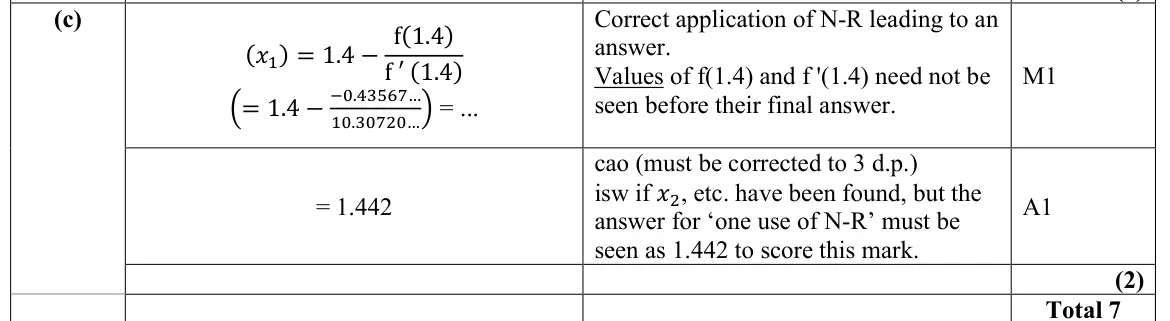 (c)
(x₁) = 1.4 − f(1.4) / f ′ (1.4)
(= 1.4 − −0.43567... / 10.30720...) = ...
Correct application of N-R leading to an
answer.
Values of f(1.4) and f '(1.4) need not be
seen before their final answer.
M1
= 1.442
cao (must be corrected to 3 d.p.)
isw if x₂, etc. have been found, but the
answer for ‘one use of N-R’ must be
seen as 1.442 to score this mark.
A1
(2)
Total 7